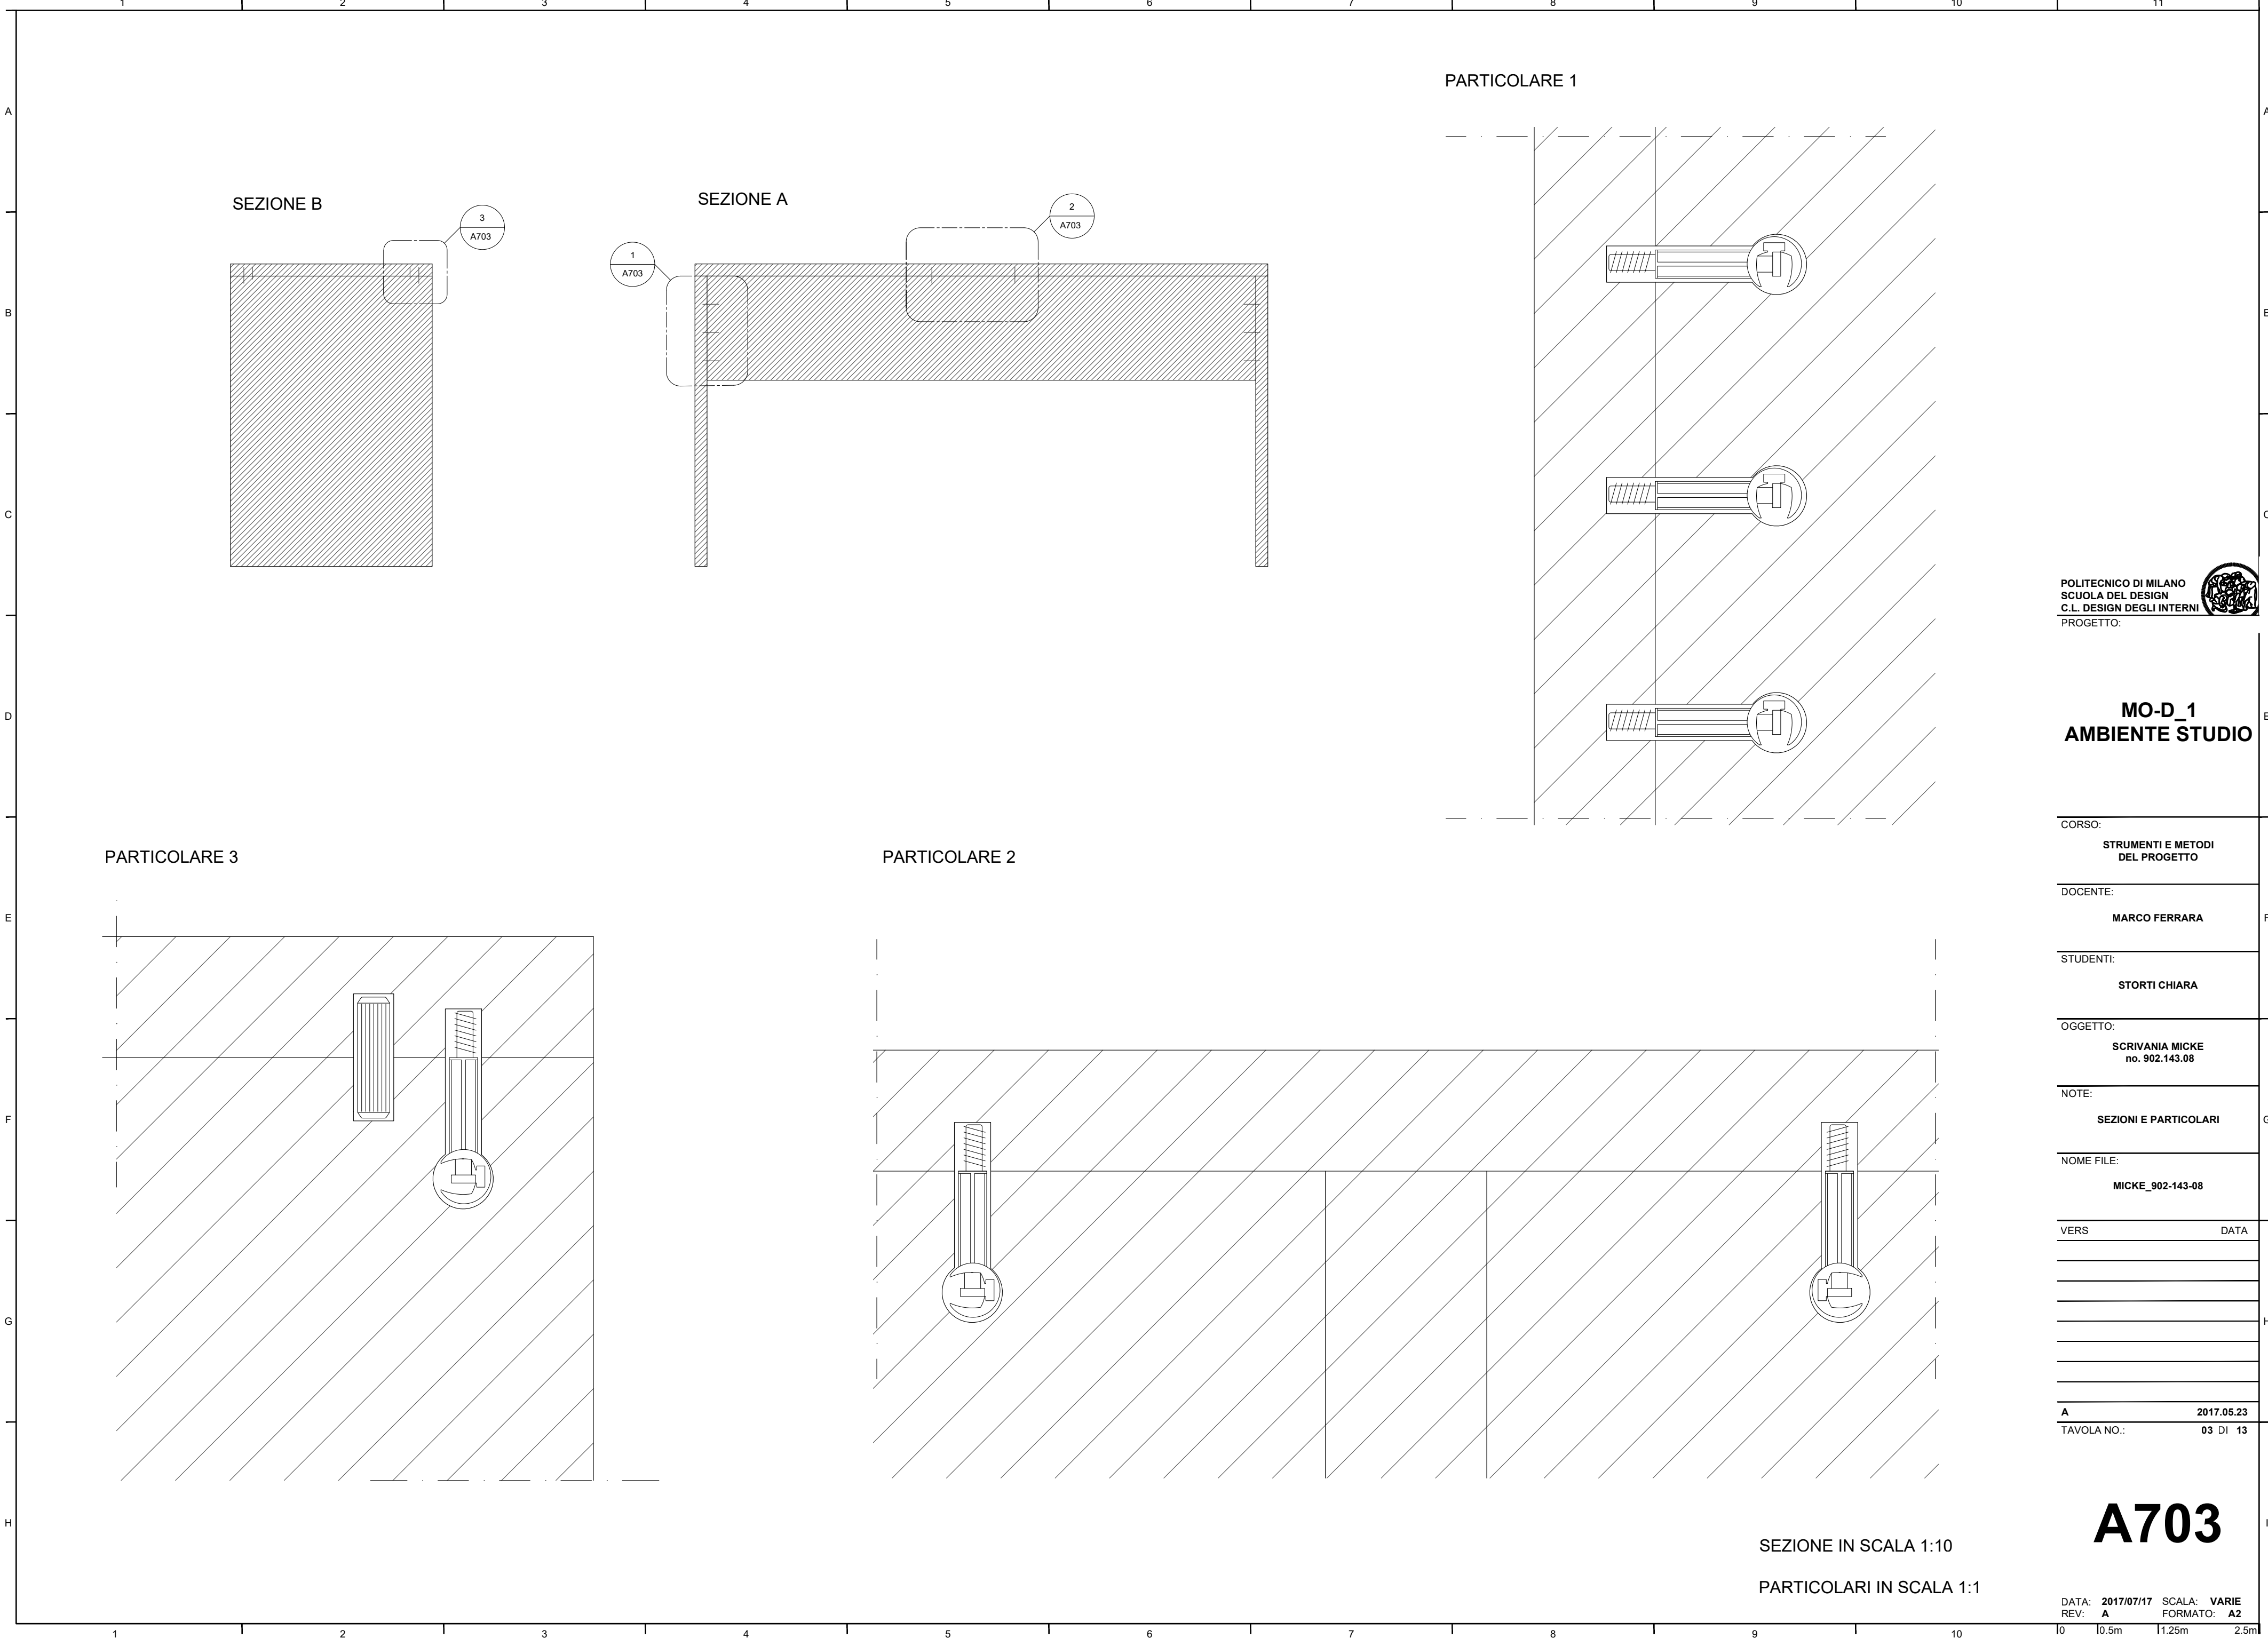 1 2 3 4 5 6 7 8 9 10 11
PARTICOLARE 1
A A
SEZIONE B
SEZIONE A
3
A703
2
A703
1
A703
B E
C C
POLITECNICO DI MILANO
SCUOLA DEL DESIGN
C.L. DESIGN DEGLI INTERNI
PROGETTO:
MO-D_1
AMBIENTE STUDIO
D E
CORSO:
STRUMENTI E METODI
DEL PROGETTO
PARTICOLARE 3
PARTICOLARE 2
DOCENTE:
MARCO FERRARA
E F
STUDENTI:
STORTI CHIARA
OGGETTO:
SCRIVANIA MICKE
no. 902.143.08
NOTE:
SEZIONI E PARTICOLARI
F G
NOME FILE:
MICKE_902-143-08
VERS DATA
G H
A 2017.05.23
TAVOLA NO.: 03 DI 13
A703
H I
SEZIONE IN SCALA 1:10
PARTICOLARI IN SCALA 1:1
DATA: 2017/07/17 SCALA: VARIE
REV: A FORMATO: A2
0 0.5m 1.25m 2.5m
1 2 3 4 5 6 7 8 9 10